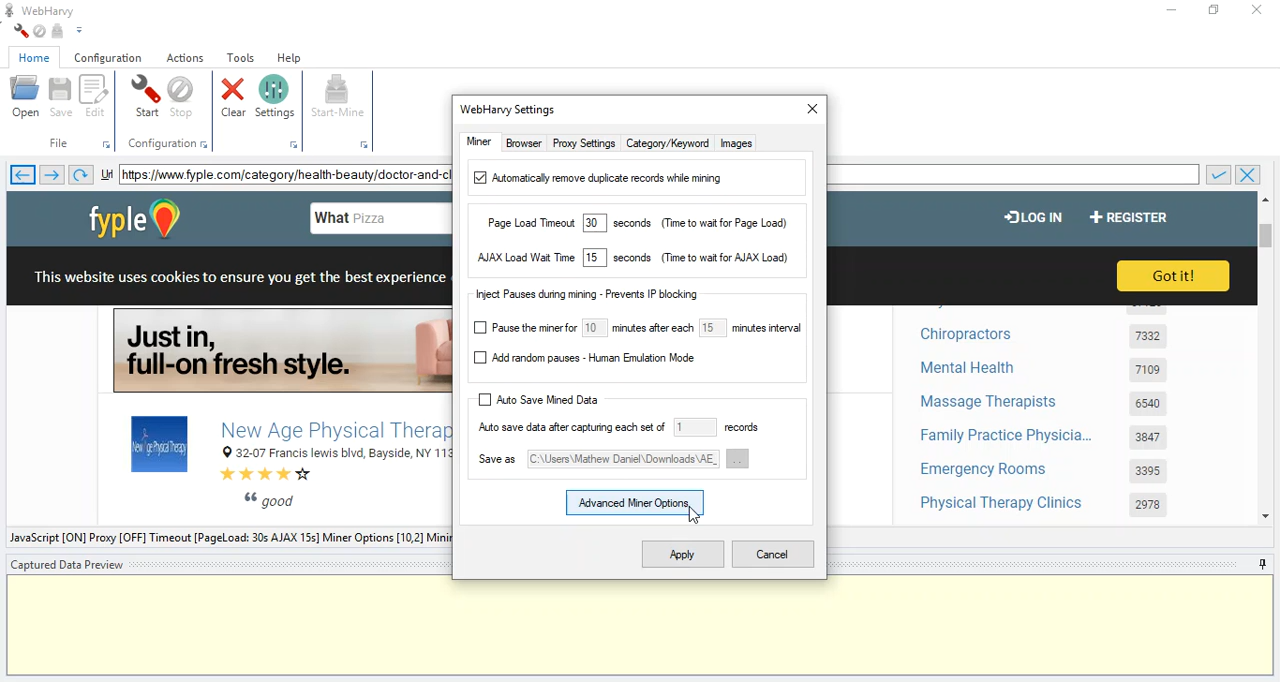 WebHarvy
Home Configuration Actions Tools Help
Open Save Edit Start Stop Clear Settings Start-Mine
File Configuration
Url https://www.fyple.com/category/health-beauty/doctor-and-cl
fyple What Pizza LOG IN REGISTER
This website uses cookies to ensure you get the best experience Got it!
Just in,
full-on fresh style.
New Age Physical Therapy
New Age Physical Therap
32-07 Francis lewis blvd, Bayside, NY 113
“ good
Chiropractors 7332
Mental Health 7109
Massage Therapists 6540
Family Practice Physicia... 3847
Emergency Rooms 3395
Physical Therapy Clinics 2978
JavaScript [ON] Proxy [OFF] Timeout [PageLoad: 30s AJAX 15s] Miner Options [10,2] Minin
Captured Data Preview
WebHarvy Settings
Miner Browser Proxy Settings Category/Keyword Images
Automatically remove duplicate records while mining
Page Load Timeout 30 seconds (Time to wait for Page Load)
AJAX Load Wait Time 15 seconds (Time to wait for AJAX Load)
Inject Pauses during mining - Prevents IP blocking
Pause the miner for 10 minutes after each 15 minutes interval
Add random pauses - Human Emulation Mode
Auto Save Mined Data
Auto save data after capturing each set of 1 records
Save as C:\Users\Mathew Daniel\Downloads\AE_ ..
Advanced Miner Options
Apply Cancel